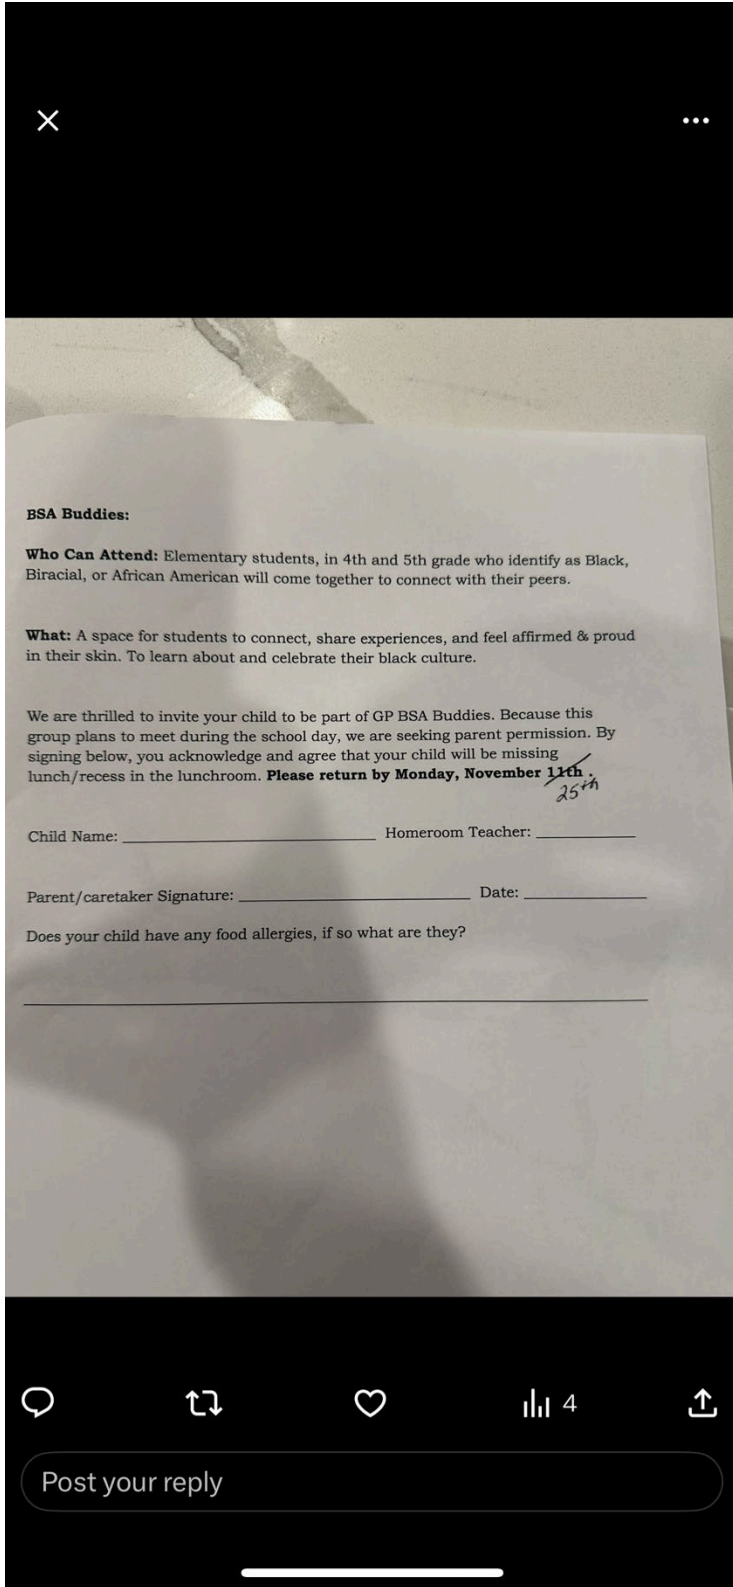 BSA Buddies:
Who Can Attend: Elementary students, in 4th and 5th grade who identify as Black,
Biracial, or African American will come together to connect with their peers.
What: A space for students to connect, share experiences, and feel affirmed & proud
in their skin. To learn about and celebrate their black culture.
We are thrilled to invite your child to be part of GP BSA Buddies. Because this
group plans to meet during the school day, we are seeking parent permission. By
signing below, you acknowledge and agree that your child will be missing
lunch/recess in the lunchroom. Please return by Monday, November 11th.
25th
Child Name: Homeroom Teacher:
Parent/caretaker Signature: Date:
Does your child have any food allergies, if so what are they?
4
Post your reply